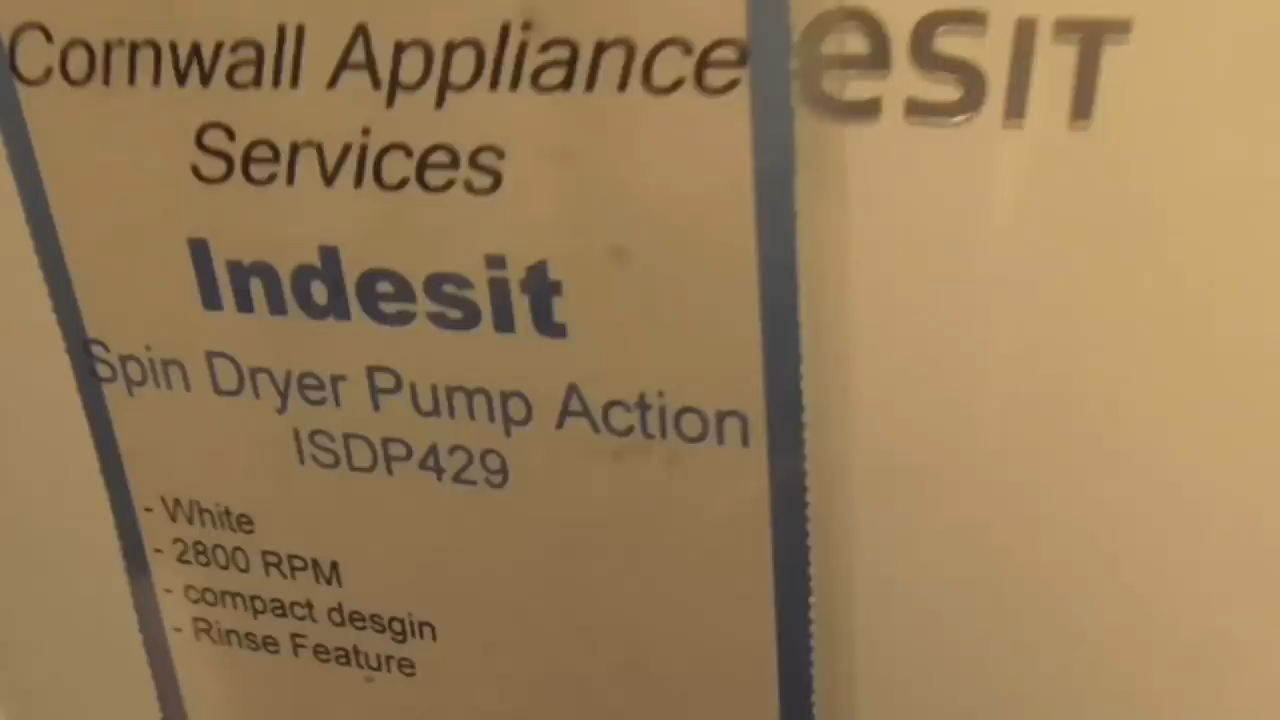 Cornwall Appliance
Services
esit
Indesit
Spin Dryer Pump Action
ISDP429
- White
- 2800 RPM
- compact desgin
- Rinse Feature